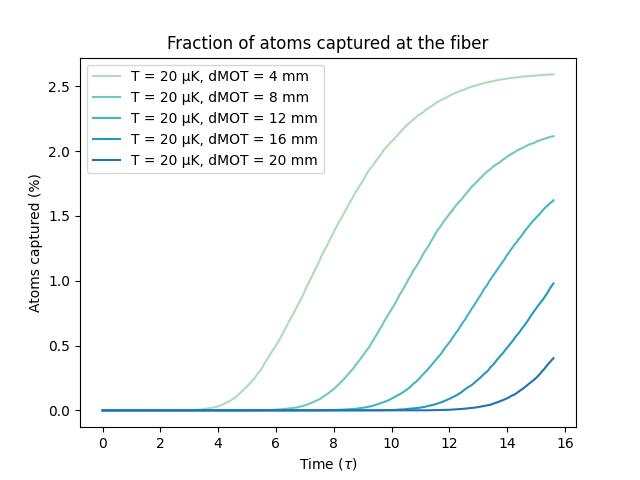 Fraction of atoms captured at the fiber
T = 20 μK, dMOT = 4 mm
T = 20 μK, dMOT = 8 mm
T = 20 μK, dMOT = 12 mm
T = 20 μK, dMOT = 16 mm
T = 20 μK, dMOT = 20 mm
Atoms captured (%)
2.5
2.0
1.5
1.0
0.5
0.0
0 2 4 6 8 10 12 14 16
Time (τ)